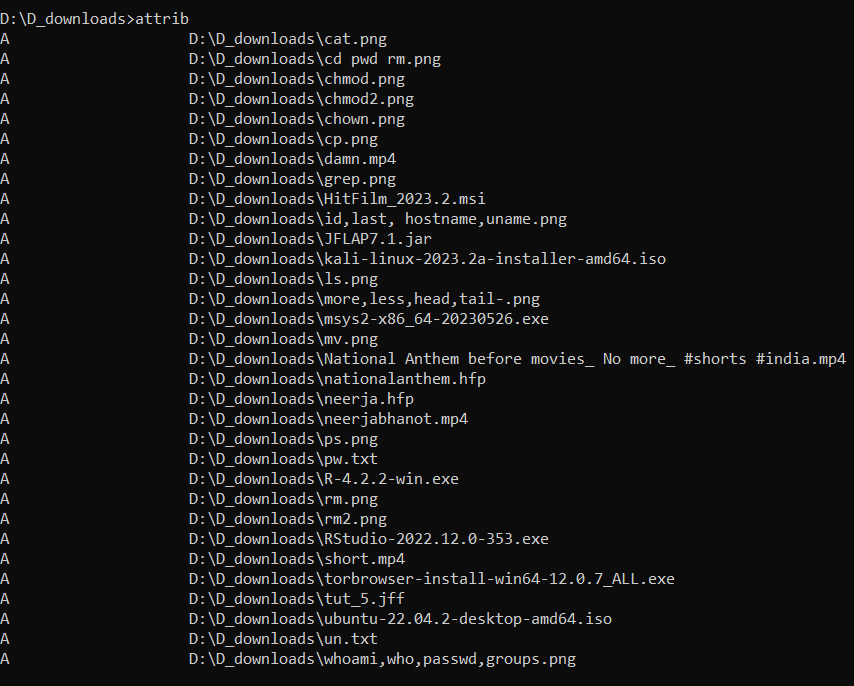 D:\D_downloads>attrib
A                    D:\D_downloads\cat.png
A                    D:\D_downloads\cd pwd rm.png
A                    D:\D_downloads\chmod.png
A                    D:\D_downloads\chmod2.png
A                    D:\D_downloads\chown.png
A                    D:\D_downloads\cp.png
A                    D:\D_downloads\damn.mp4
A                    D:\D_downloads\grep.png
A                    D:\D_downloads\HitFilm_2023.2.msi
A                    D:\D_downloads\id,last, hostname,uname.png
A                    D:\D_downloads\JFLAP7.1.jar
A                    D:\D_downloads\kali-linux-2023.2a-installer-amd64.iso
A                    D:\D_downloads\ls.png
A                    D:\D_downloads\more,less,head,tail-.png
A                    D:\D_downloads\msys2-x86_64-20230526.exe
A                    D:\D_downloads\mv.png
A                    D:\D_downloads\National Anthem before movies_ No more_ #shorts #india.mp4
A                    D:\D_downloads\nationalanthem.hfp
A                    D:\D_downloads\neerja.hfp
A                    D:\D_downloads\neerjabhanot.mp4
A                    D:\D_downloads\ps.png
A                    D:\D_downloads\pw.txt
A                    D:\D_downloads\R-4.2.2-win.exe
A                    D:\D_downloads\rm.png
A                    D:\D_downloads\rm2.png
A                    D:\D_downloads\RStudio-2022.12.0-353.exe
A                    D:\D_downloads\short.mp4
A                    D:\D_downloads\torbrowser-install-win64-12.0.7_ALL.exe
A                    D:\D_downloads\tut_5.jff
A                    D:\D_downloads\ubuntu-22.04.2-desktop-amd64.iso
A                    D:\D_downloads\un.txt
A                    D:\D_downloads\whoami,who,passwd,groups.png